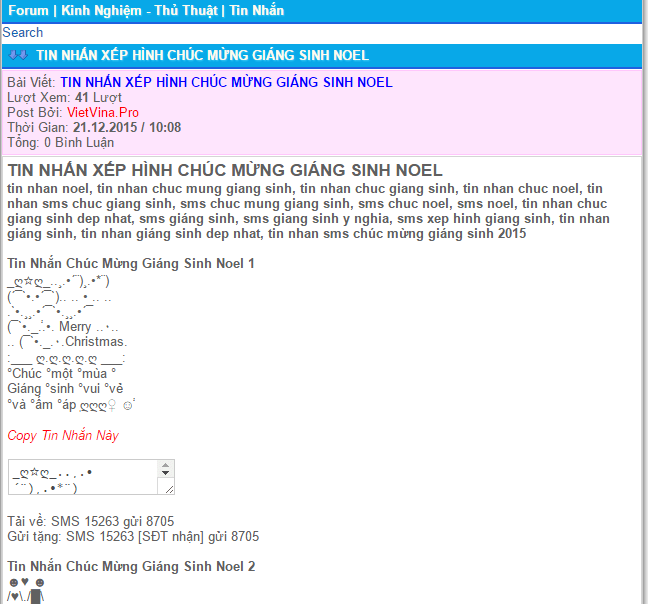 Forum | Kinh Nghiệm - Thủ Thuật | Tin Nhắn
Search
TIN NHẮN XẾP HÌNH CHÚC MỪNG GIÁNG SINH NOEL
Bài Viết: TIN NHẮN XẾP HÌNH CHÚC MỪNG GIÁNG SINH NOEL
Lượt Xem: 41 Lượt
Post Bởi: VietVina.Pro
Thời Gian: 21.12.2015 / 10:08
Tổng: 0 Bình Luận
TIN NHẮN XẾP HÌNH CHÚC MỪNG GIÁNG SINH NOEL
tin nhan noel, tin nhan chuc mung giang sinh, tin nhan chuc giang sinh, tin nhan chuc noel, tin
nhan sms chuc giang sinh, sms chuc mung giang sinh, sms chuc noel, sms noel, tin nhan chuc
giang sinh dep nhat, sms giáng sinh, sms giang sinh y nghia, sms xep hinh giang sinh, tin nhan
giáng sinh, tin nhan giáng sinh dep nhat, tin nhan sms chúc mừng giáng sinh 2015
Tin Nhắn Chúc Mừng Giáng Sinh Noel 1
_ღ☆ღ_..¸.•´¨)¸.•*¨)
(´¯`•.•´¯`).. .. • .. ..
.`•.¸¸.•´¯`•.¸¸.•´¯
(¯`•._.:•. Merry ..·..
.. (¯`•._.·.Christmas.
:___ ღ.ღ.ღ.ღ.ღ ___:
°Chúc °một °mùa °
Giáng °sinh °vui °vẻ
°và °ấm °áp ღღღ♀ ☺
Copy Tin Nhắn Này
_ღ☆ღ_..¸.•
´¨)¸.•*¨)
Tải về: SMS 15263 gửi 8705
Gửi tặng: SMS 15263 [SĐT nhận] gửi 8705
Tin Nhắn Chúc Mừng Giáng Sinh Noel 2
☻♥ ☻
/♥\./█\